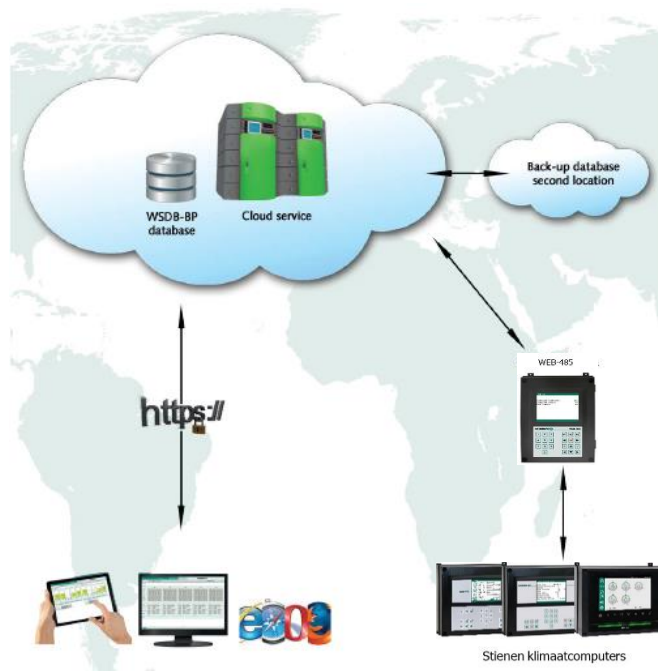 Back-up database
second location
WSDB-BP
database
Cloud service
WEB-485
https://
Stienen klimaatcomputers